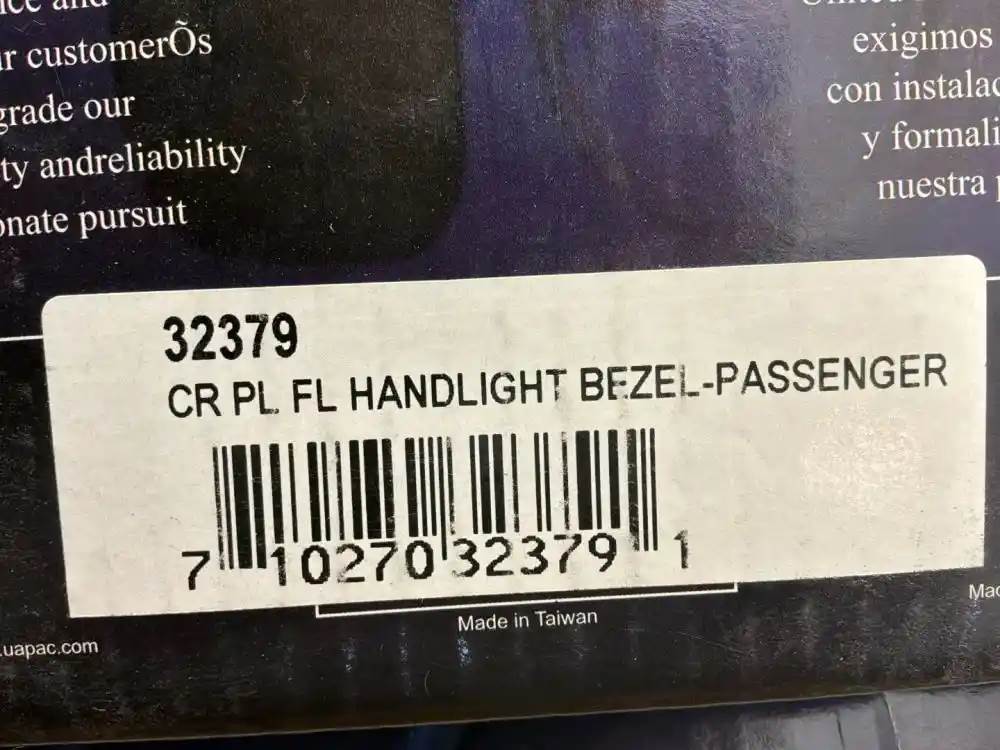 ur customerÕs
grade our
ty andreliability
onate pursuit
exigimos
con instalac
y formali
nuestra
32379
CR PL FL HANDLIGHT BEZEL-PASSENGER
7 10270 32379 1
Made in Taiwan
.uapac.com